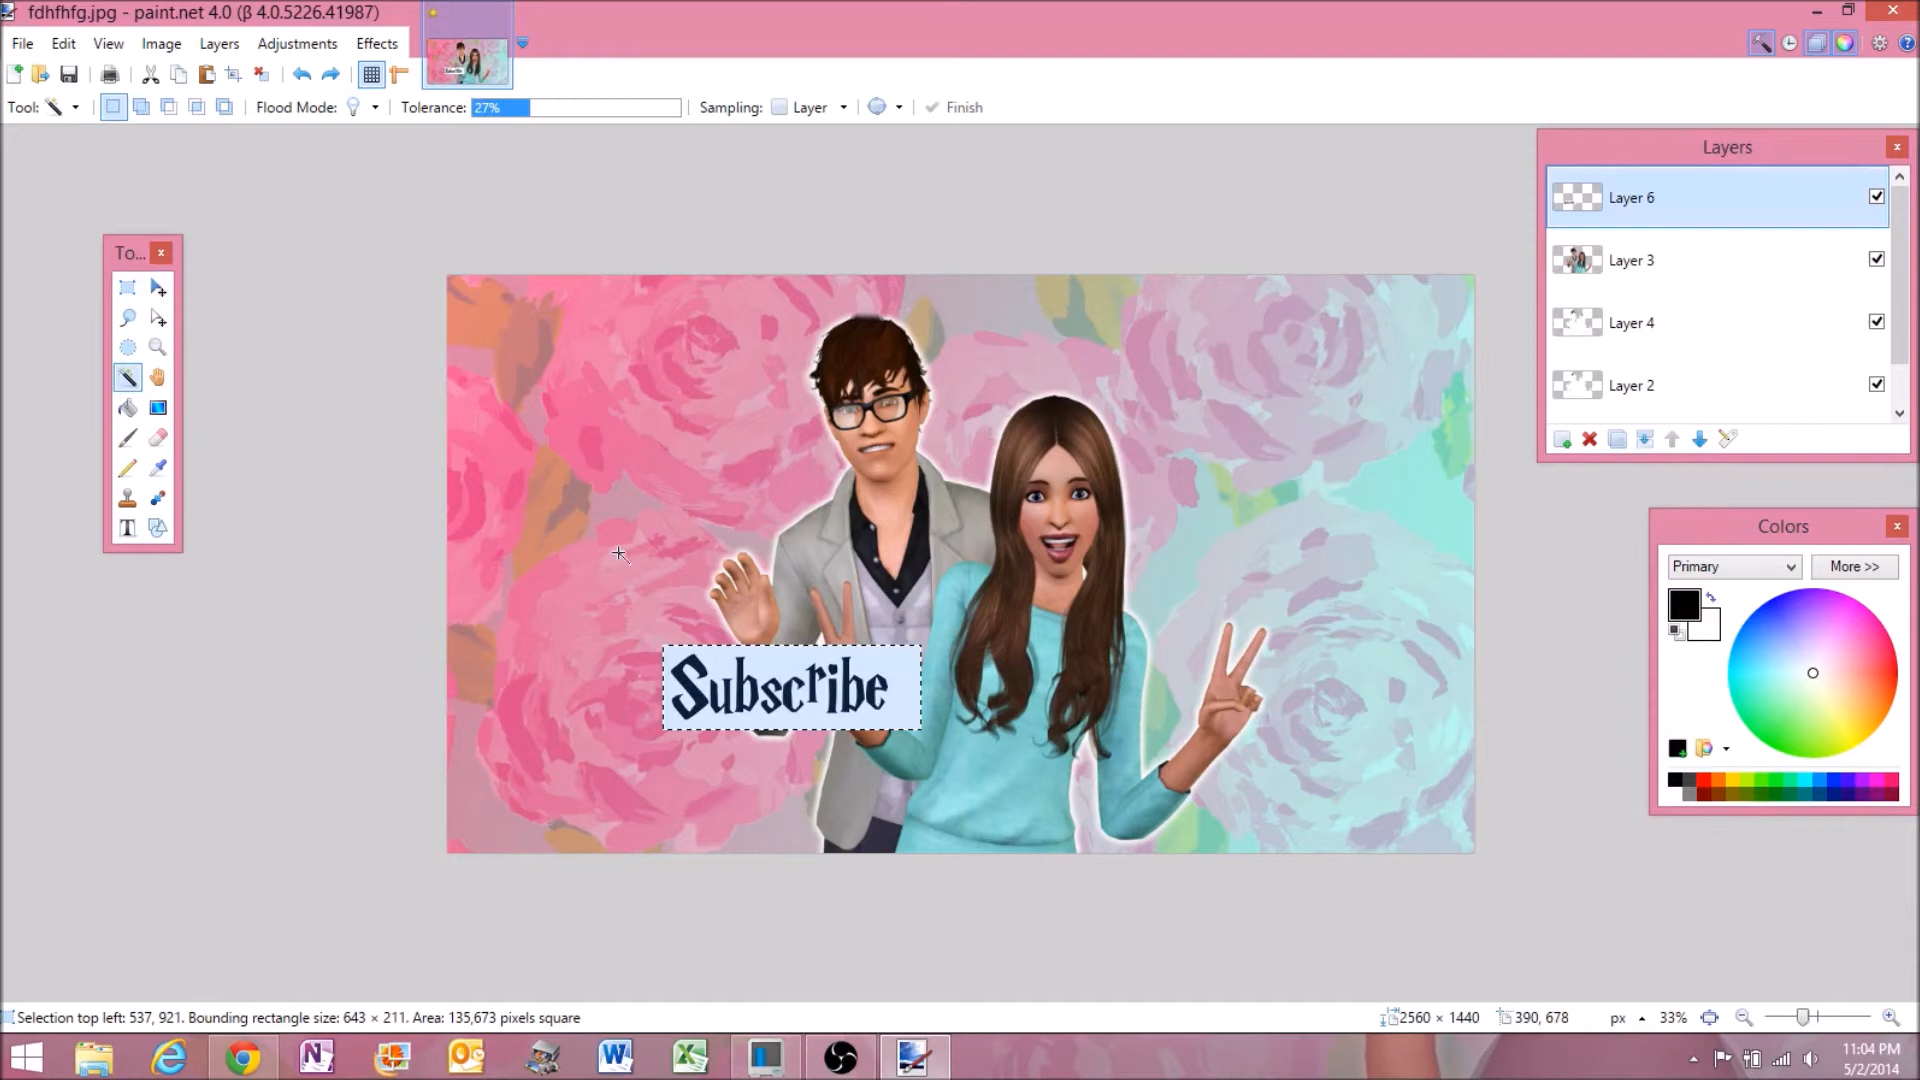 fdhfhfg.jpg - paint.net 4.0 (β 4.0.5226.41987)
File Edit View Image Layers Adjustments Effects
Tool: Flood Mode: Tolerance: 27% Sampling: Layer Finish
Layers
Layer 6
Layer 3
Layer 4
Layer 2
To...
Subscribe
Colors
Primary More >>
Selection top left: 537, 921. Bounding rectangle size: 643 × 211. Area: 135,673 pixels square 2560 × 1440 390, 678 px 33%
11:04 PM
5/2/2014